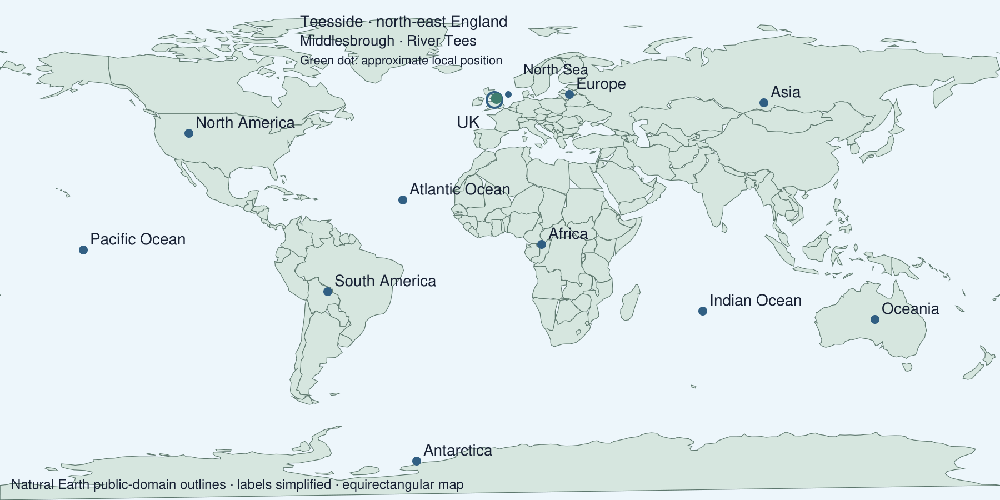 Teesside · north-east England
Middlesbrough · River Tees
Green dot: approximate local position
North Sea
Europe
Asia
North America
UK
Atlantic Ocean
Africa
Pacific Ocean
South America
Indian Ocean
Oceania
Antarctica
Natural Earth public-domain outlines · labels simplified · equirectangular map